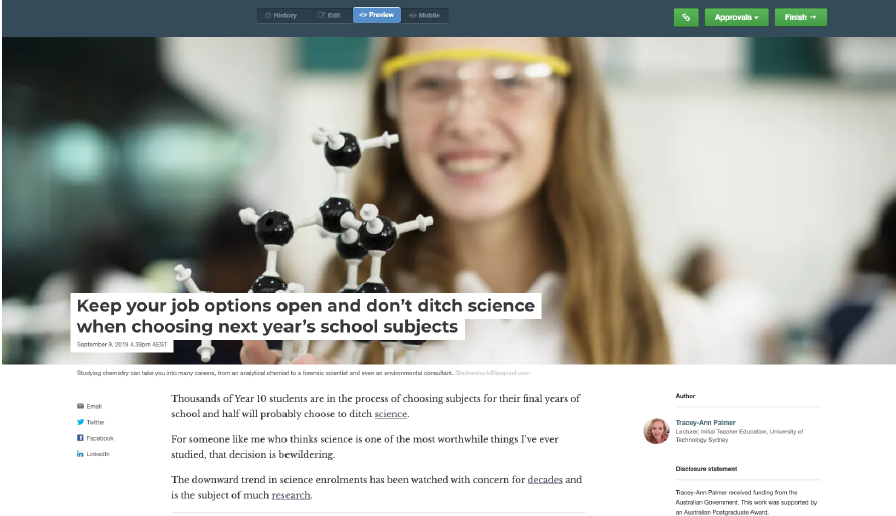 History Edit Preview Mobile
Approvals Finish →
Keep your job options open and don't ditch science
when choosing next year's school subjects
September 9, 2019 4.39pm AEST
Studying chemistry can take you into many careers, from an analytical chemist to a forensic scientist and even an environmental consultant. Shutterstock/Rawpixel.com
Email
Twitter
Facebook
LinkedIn
Thousands of Year 10 students are in the process of choosing subjects for their final years of
school and half will probably choose to ditch science.
For someone like me who thinks science is one of the most worthwhile things I've ever
studied, that decision is bewildering.
The downward trend in science enrolments has been watched with concern for decades and
is the subject of much research.
Author
Tracey-Ann Palmer
Lecturer, Initial Teacher Education, University of
Technology Sydney
Disclosure statement
Tracey-Ann Palmer received funding from the
Australian Government. This work was supported by
an Australian Postgraduate Award.